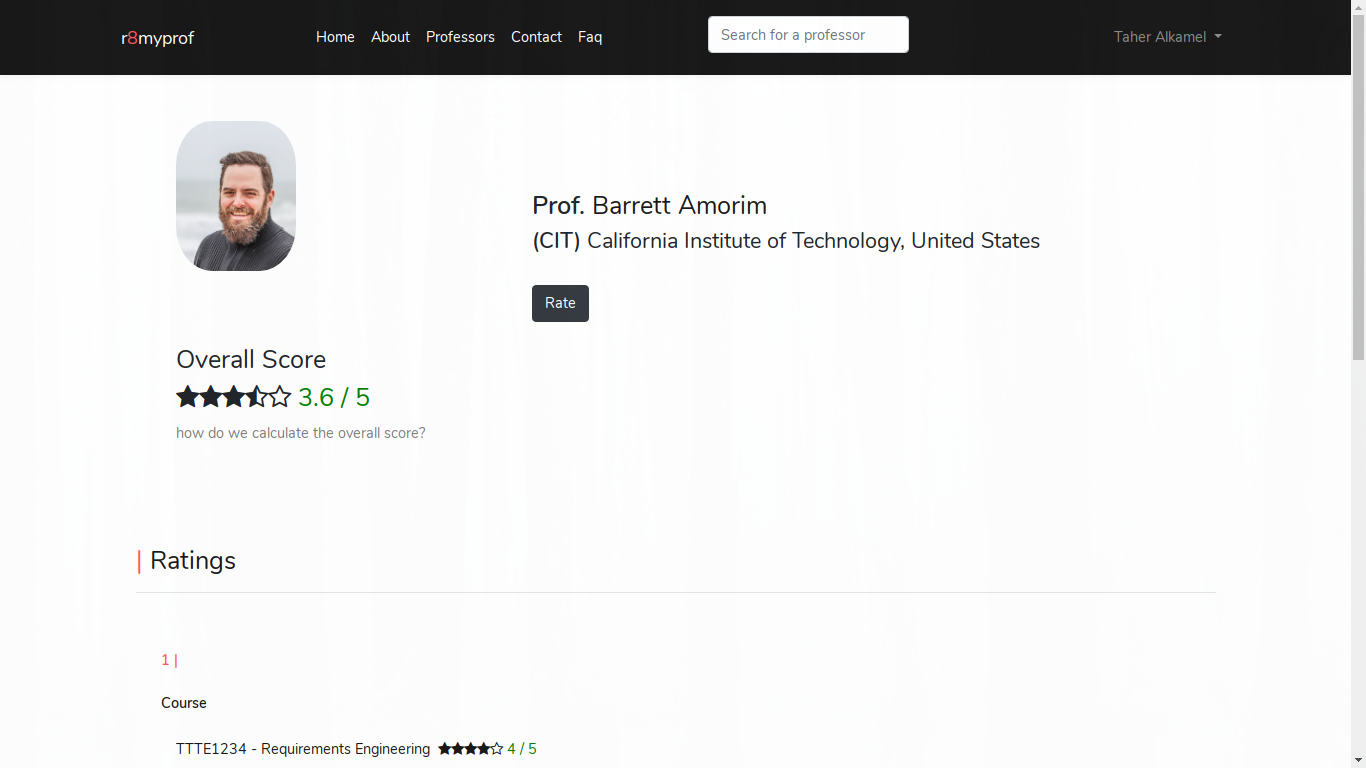 r8myprof Home About Professors Contact Faq Search for a professor Taher Alkamel
Prof. Barrett Amorim
(CIT) California Institute of Technology, United States
Rate
Overall Score
3.6 / 5
how do we calculate the overall score?
| Ratings
1 |
Course
TTTE1234 - Requirements Engineering 4 / 5